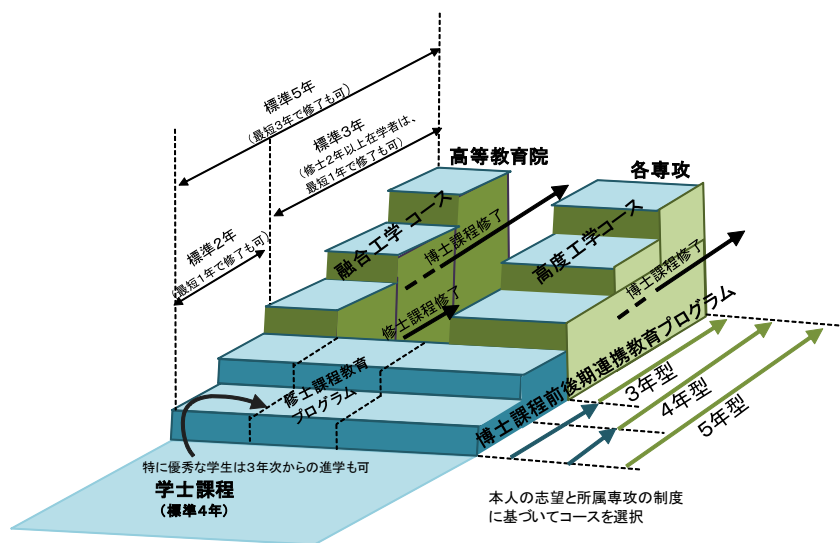 標準5年
（最短3年で修了も可）
標準3年
（修士2年以上在学者は、
最短1年で修了も可）
標準2年
（最短1年で修了も可）
高等教育院
各専攻
融合工学 コース
博士課程修了
高度工学コース
博士課程修了
修士課程修了
修士課程教育
プログラム
博士課程前後期連携教育プログラム
3年型
4年型
5年型
特に優秀な学生は3年次からの進学も可
学士課程
（標準4年）
本人の志望と所属専攻の制度
に基づいてコースを選択